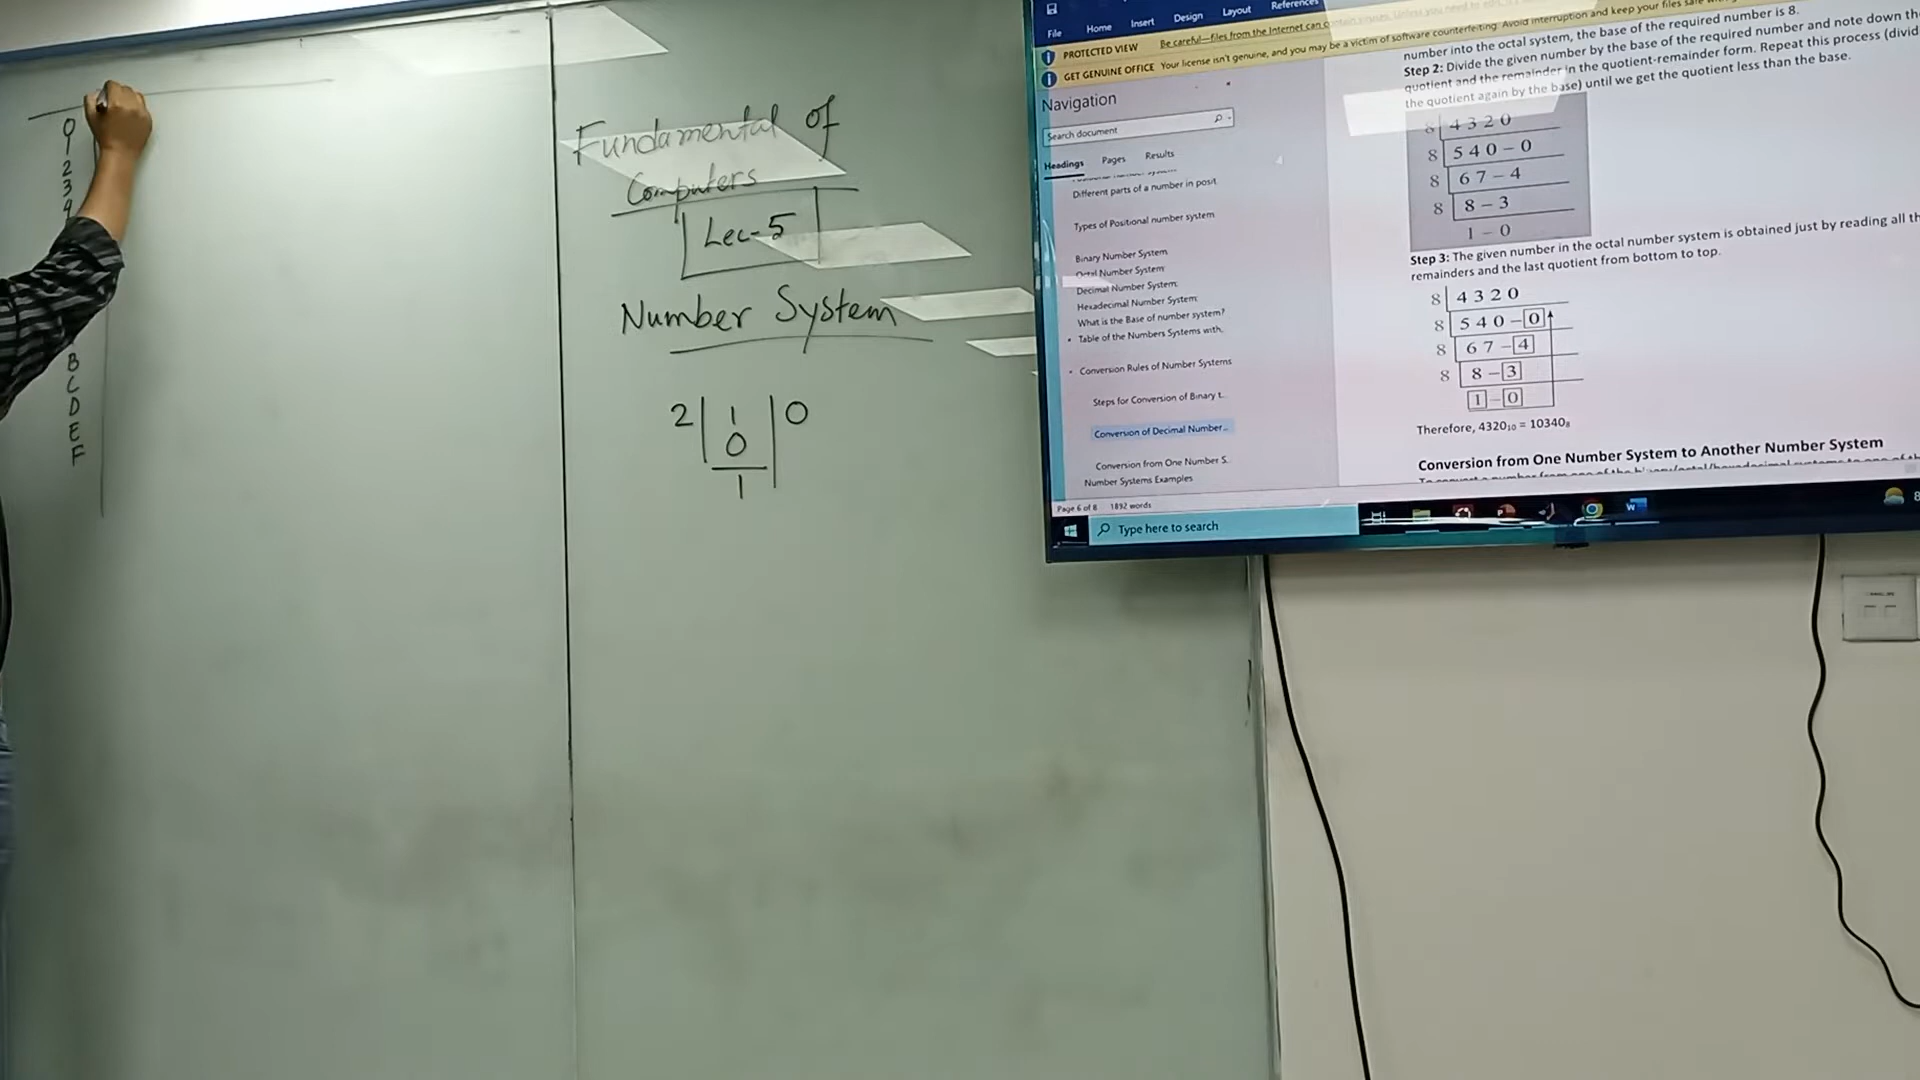 0
1
2
3
4
B
C
D
E
F
Fundamental of
Computers
Lec-5
Number System
2 1 0
0
1
File Home Insert Design Layout References
PROTECTED VIEW Be careful—files from the Internet can contain viruses. Unless you need to
GET GENUINE OFFICE Your license isn't genuine, and you may be a victim of software counterfeiting. Avoid interruption and keep your files safe
Navigation
Search document
Headings Pages Results
Different parts of a number in posit
Types of Positional number system
Binary Number System
Octal Number System
Decimal Number System
Hexadecimal Number System
What is the Base of number system?
Table of the Numbers Systems with
Conversion Rules of Number Systems
Steps for Conversion of Binary t...
Conversion of Decimal Number...
Conversion from One Number S...
Number Systems Examples
number into the octal system, the base of the required number is 8.
Step 2: Divide the given number by the base of the required number and note down th
quotient and the remainder in the quotient-remainder form. Repeat this process (divid
the quotient again by the base) until we get the quotient less than the base.
8 4 3 2 0
8 5 4 0 – 0
8 6 7 – 4
8 8 – 3
1 – 0
Step 3: The given number in the octal number system is obtained just by reading all th
remainders and the last quotient from bottom to top.
8 4 3 2 0
8 5 4 0 – 0
8 6 7 – 4
8 8 – 3
1 – 0
Therefore, 4320₁₀ = 10340₈
Conversion from One Number System to Another Number System
Page 6 of 8 1892 words
Type here to search